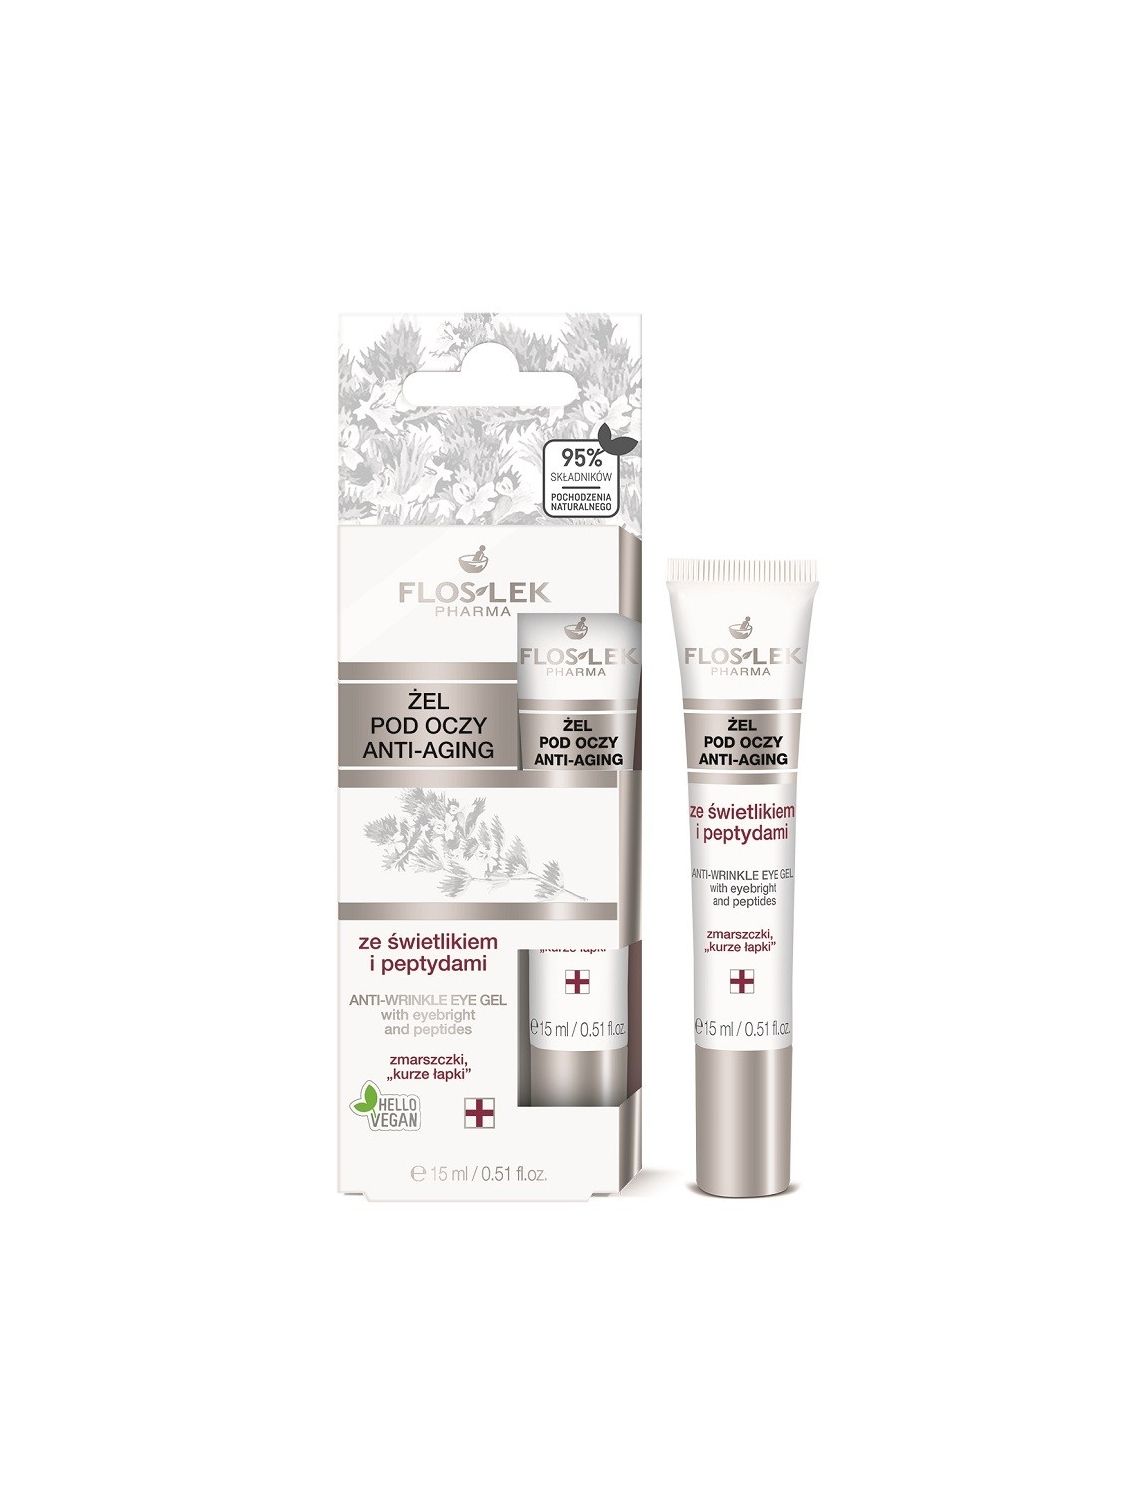 95%
SKŁADNIKÓW
POCHODZENIA
NATURALNEGO
FLOS-LEK
PHARMA
ŻEL
POD OCZY
ANTI-AGING
ze świetlikiem
i peptydami
ANTI-WRINKLE EYE GEL
with eyebright
and peptides
zmarszczki,
„kurze łapki”
HELLO
VEGAN
℮ 15 ml / 0.51 fl.oz.
FLOS-LEK
PHARMA
ŻEL
POD OCZY
ANTI-AGING
„kurze łapki”
℮15 ml / 0.51 fl.oz.
FLOS-LEK
PHARMA
ŻEL
POD OCZY
ANTI-AGING
ze świetlikiem
i peptydami
ANTI-WRINKLE EYE GEL
with eyebright
and peptides
zmarszczki,
„kurze łapki”
℮15 ml / 0.51 fl.oz.